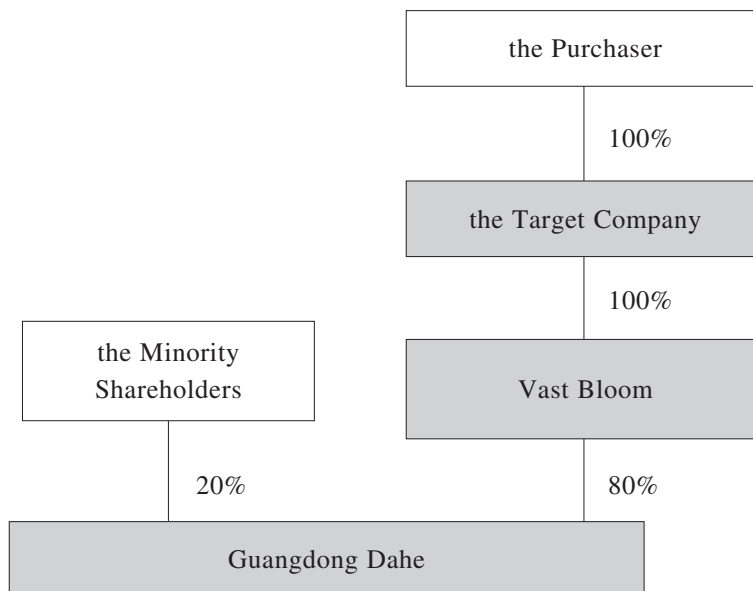 the Purchaser
100%
the Target Company
100%
the Minority
Shareholders
Vast Bloom
20%
80%
Guangdong Dahe